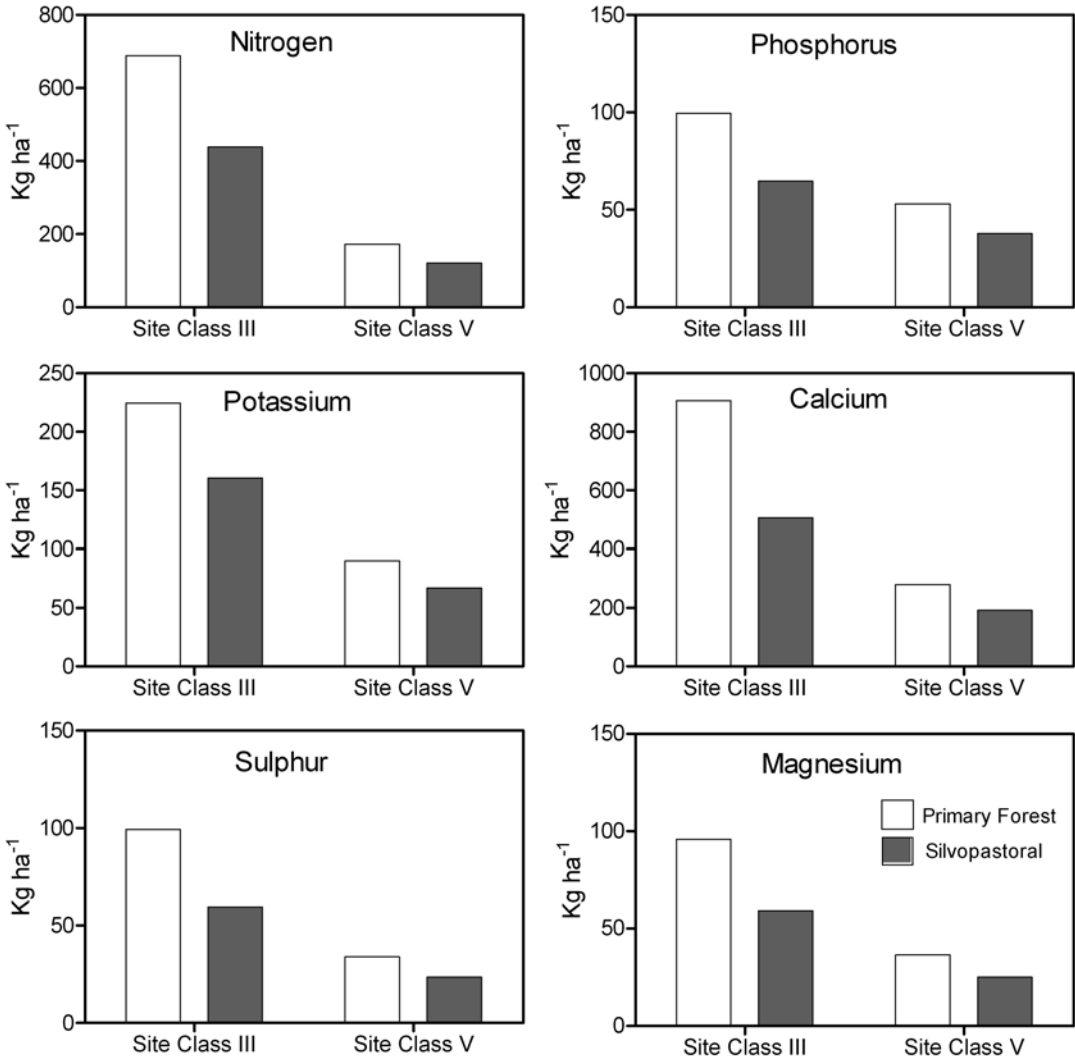 Nitrogen
Kg ha⁻¹
800
600
400
200
0
Site Class III Site Class V
Phosphorus
Kg ha⁻¹
150
100
50
0
Site Class III Site Class V
Potassium
Kg ha⁻¹
250
200
150
100
50
0
Site Class III Site Class V
Calcium
Kg ha⁻¹
1000
800
600
400
200
0
Site Class III Site Class V
Sulphur
Kg ha⁻¹
150
100
50
0
Site Class III Site Class V
Magnesium
Kg ha⁻¹
150
100
50
0
Primary Forest
Silvopastoral
Site Class III Site Class V